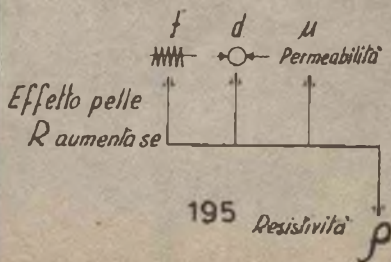 f d μ
Permeabilità
Effetto pelle
R aumenta se
195
Resistività
ρ